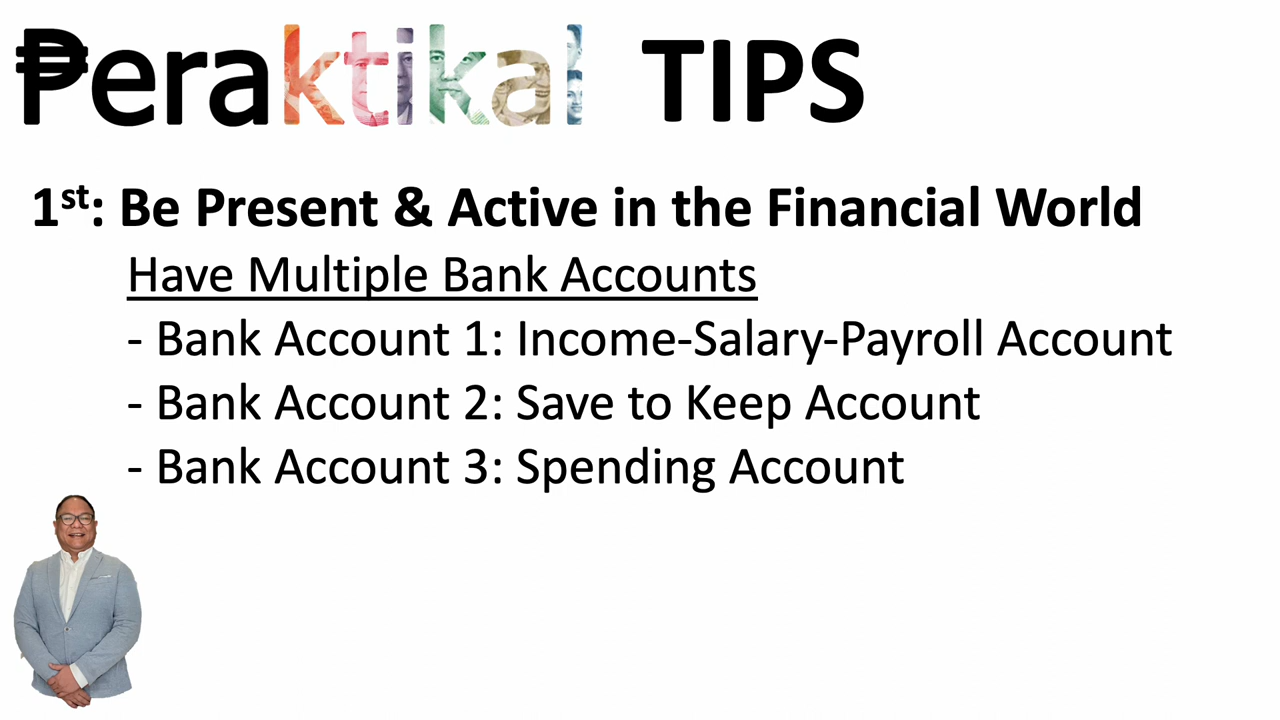 ₱eraktikal TIPS
1st: Be Present & Active in the Financial World
Have Multiple Bank Accounts
- Bank Account 1: Income-Salary-Payroll Account
- Bank Account 2: Save to Keep Account
- Bank Account 3: Spending Account